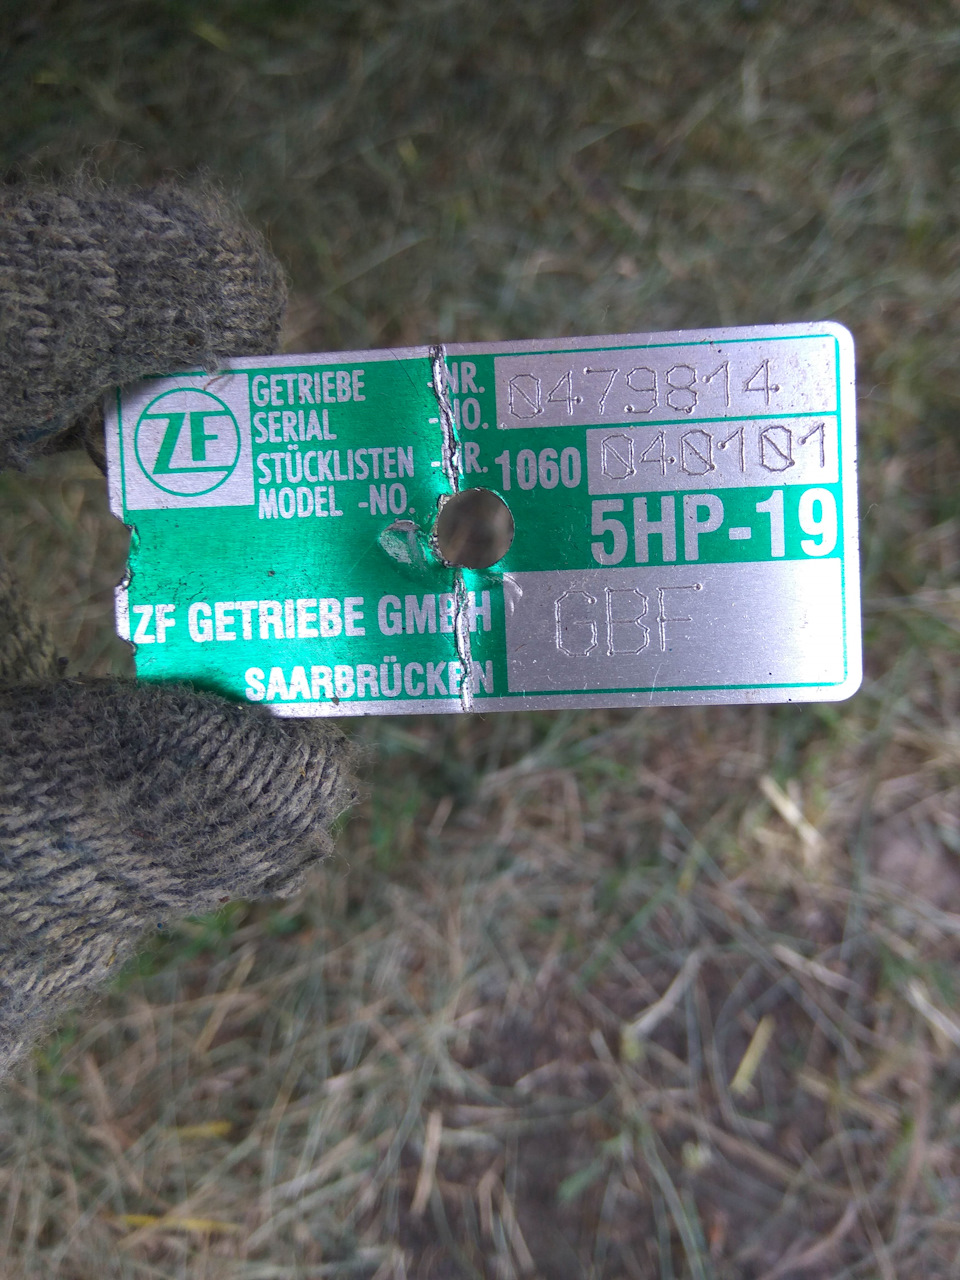 ZF
GETRIEBE -NR. 0479814
SERIAL -NO.
STÜCKLISTEN -NR. 1060 040101
MODEL -NO.
5HP-19
ZF GETRIEBE GMBH GBF
SAARBRÜCKEN